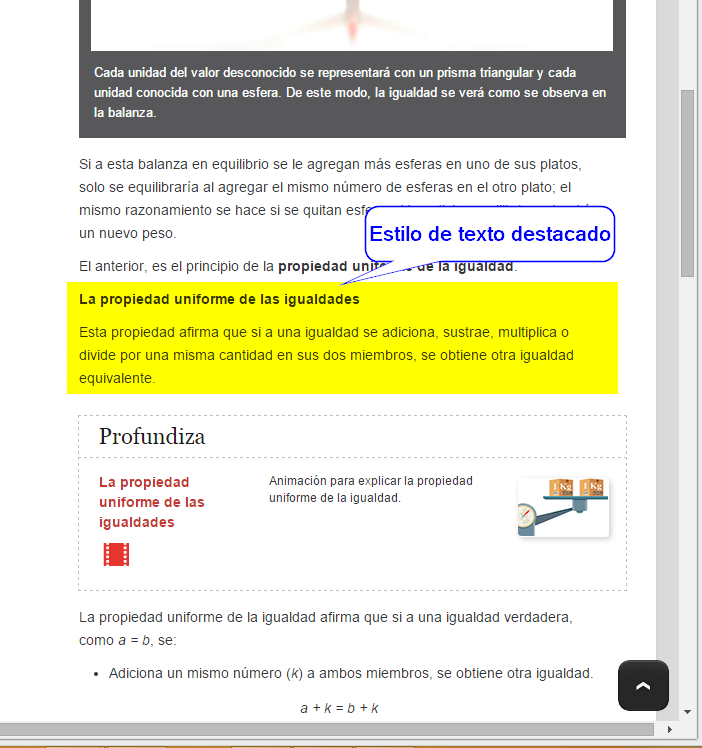 Cada unidad del valor desconocido se representará con un prisma triangular y cada
unidad conocida con una esfera. De este modo, la igualdad se verá como se observa en
la balanza.
Si a esta balanza en equilibrio se le agregan más esferas en uno de sus platos,
solo se equilibraría al agregar el mismo número de esferas en el otro plato; el
mismo razonamiento se hace si se quitan
un nuevo peso.
Estilo de texto destacado
El anterior, es el principio de la propiedad uniforme de la igualdad.
La propiedad uniforme de las igualdades
Esta propiedad afirma que si a una igualdad se adiciona, sustrae, multiplica o
divide por una misma cantidad en sus dos miembros, se obtiene otra igualdad
equivalente.
Profundiza
La propiedad
uniforme de las
igualdades
Animación para explicar la propiedad
uniforme de la igualdad.
1 Kg 1 Kg
La propiedad uniforme de la igualdad afirma que si a una igualdad verdadera,
como a = b, se:
• Adiciona un mismo número (k) a ambos miembros, se obtiene otra igualdad.
a + k = b + k